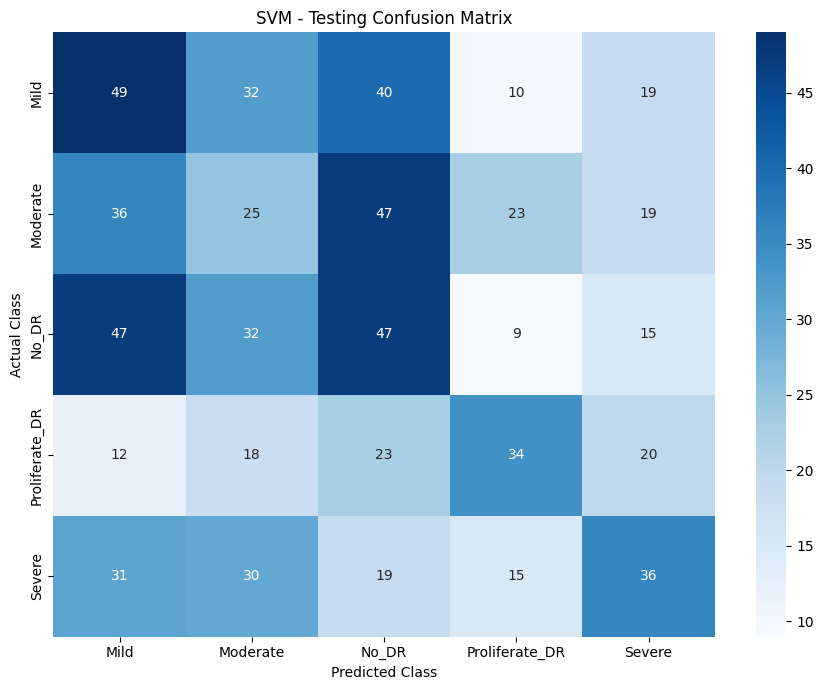 SVM - Testing Confusion Matrix
Actual Class
Mild 49 32 40 10 19
Moderate 36 25 47 23 19
No_DR 47 32 47 9 15
Proliferate_DR 12 18 23 34 20
Severe 31 30 19 15 36
Mild Moderate No_DR Proliferate_DR Severe
Predicted Class
45
40
35
30
25
20
15
10